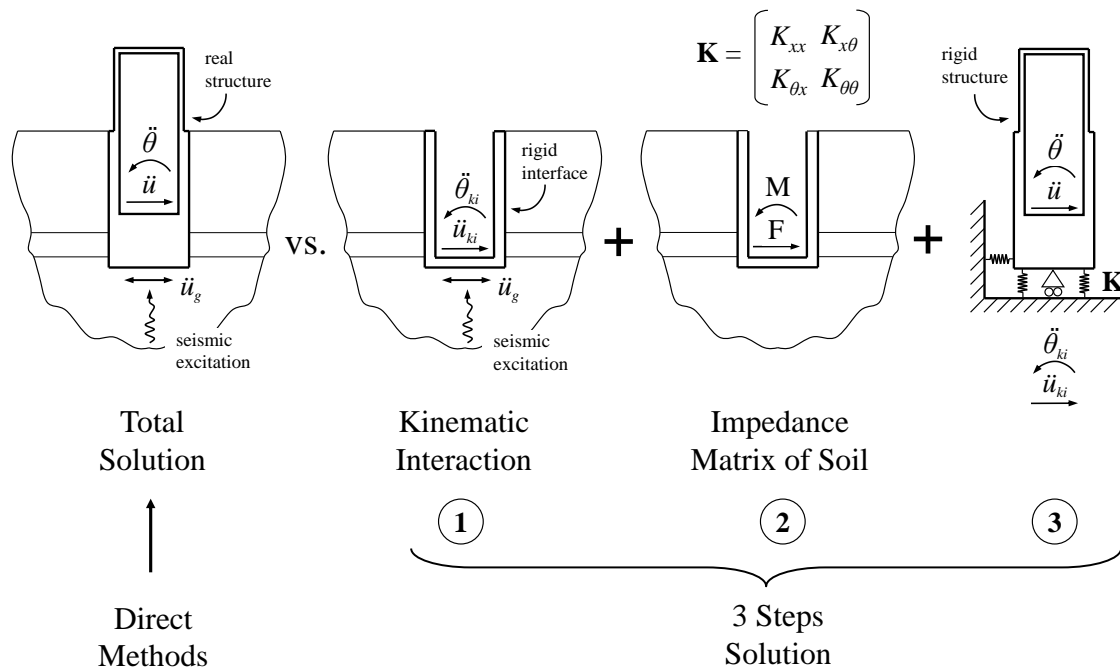 real
structure
θ̈
ü
ü_g
seismic
excitation
Total
Solution
Direct
Methods
vs.
rigid
interface
θ̈_ki
ü_ki
ü_g
seismic
excitation
Kinematic
Interaction
1
+
K = [ K_xx K_xθ
K_θx K_θθ ]
M
F
Impedance
Matrix of Soil
2
+
rigid
structure
θ̈
ü
K
θ̈_ki
ü_ki
3
3 Steps
Solution